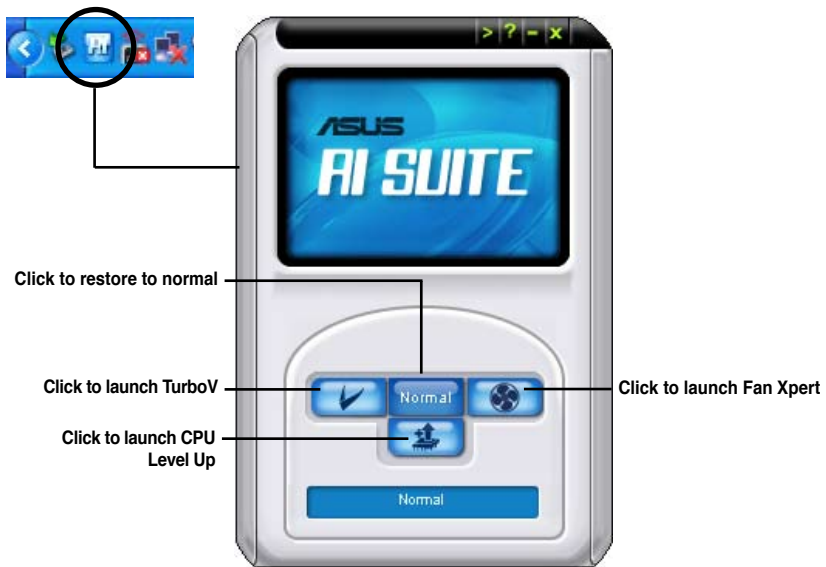 > ? - x
ASUS
AI SUITE
Click to restore to normal
Click to launch TurboV
Normal
Click to launch Fan Xpert
Click to launch CPU
Level Up
Normal